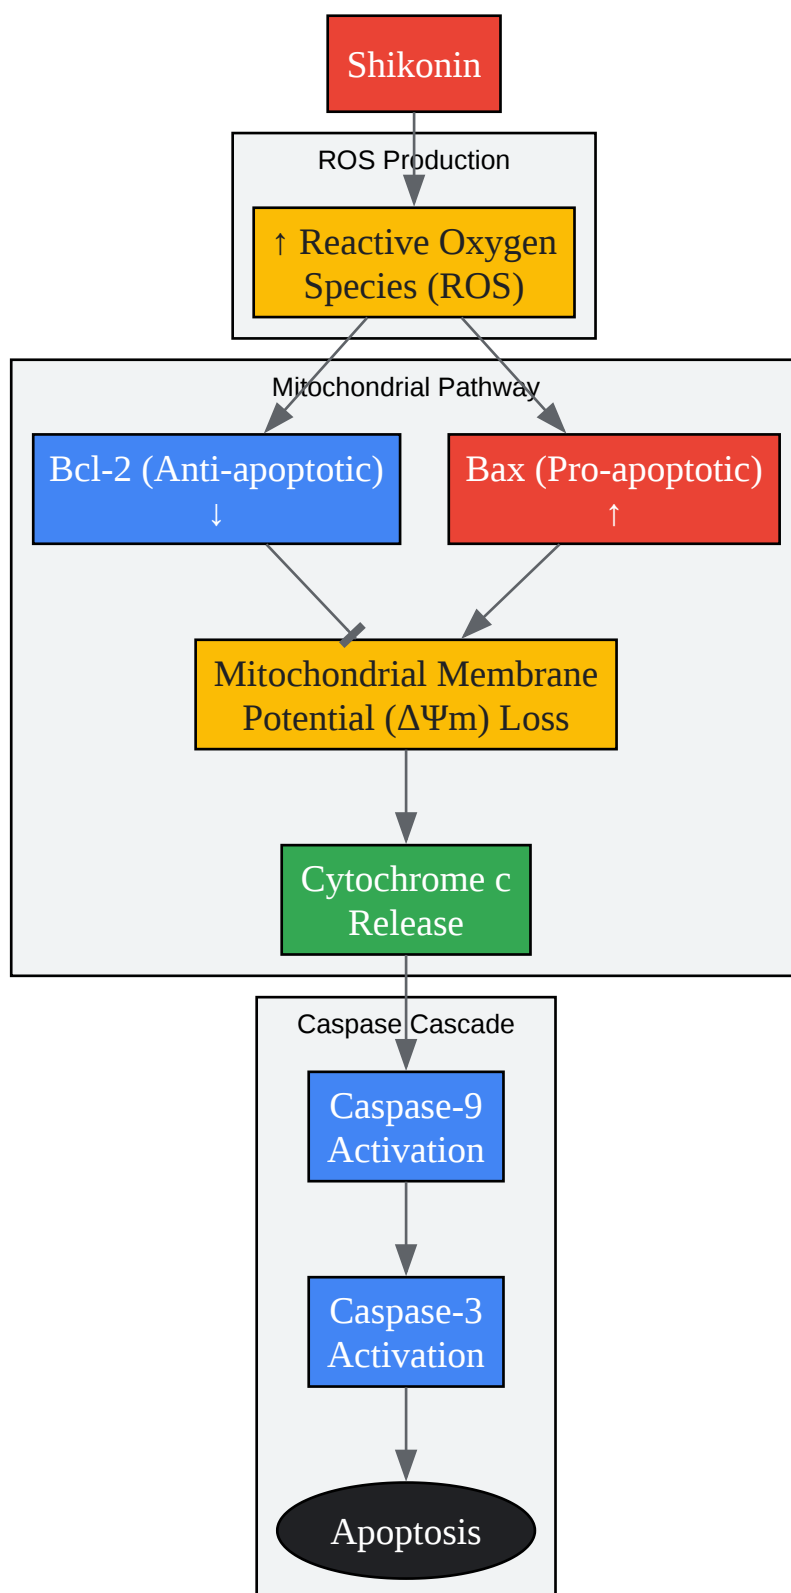 Shikonin
ROS Production
↑ Reactive Oxygen
Species (ROS)
Mitochondrial Pathway
Bcl-2 (Anti-apoptotic)
↓
Bax (Pro-apoptotic)
↑
Mitochondrial Membrane
Potential (ΔΨm) Loss
Cytochrome c
Release
Caspase Cascade
Caspase-9
Activation
Caspase-3
Activation
Apoptosis